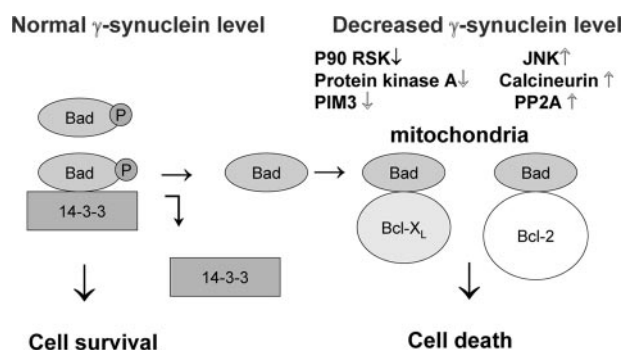 Normal γ-synuclein level
Decreased γ-synuclein level
P90 RSK↓
JNK↑
Protein kinase A↓
Calcineurin ↑
PIM3 ↓
PP2A ↑
mitochondria
Bad P
Bad P
Bad
Bad
Bad
14-3-3
Bcl-XL
Bcl-2
14-3-3
Cell survival
Cell death